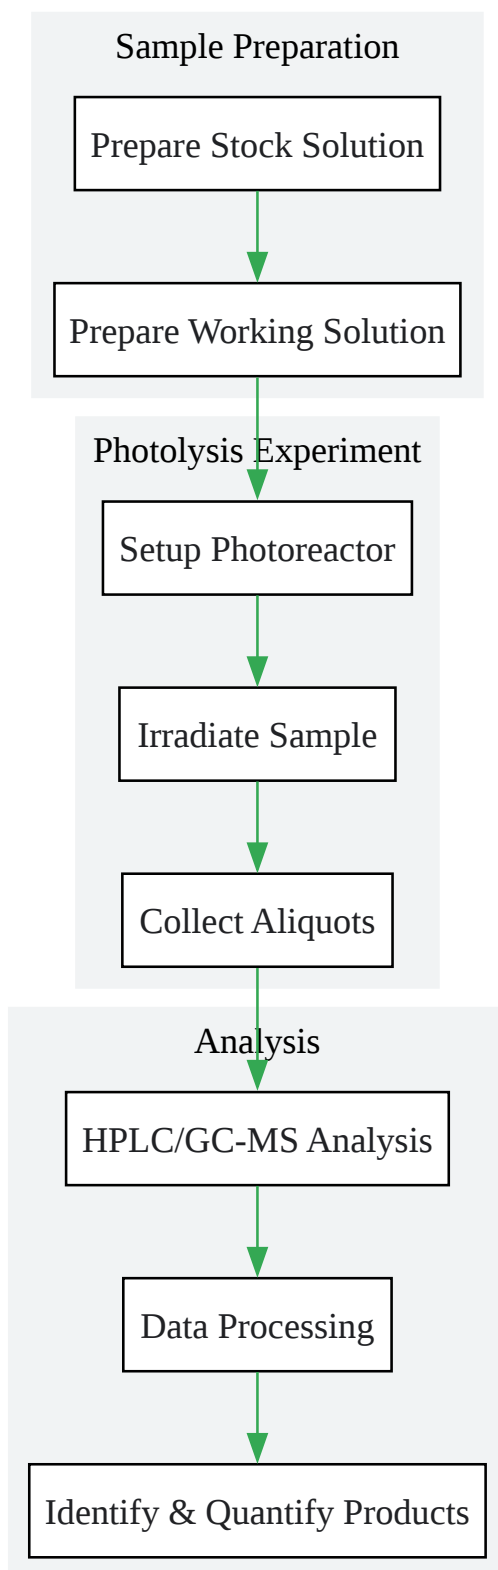 Sample Preparation
Prepare Stock Solution
Prepare Working Solution
Photolysis Experiment
Setup Photoreactor
Irradiate Sample
Collect Aliquots
Analysis
HPLC/GC-MS Analysis
Data Processing
Identify & Quantify Products